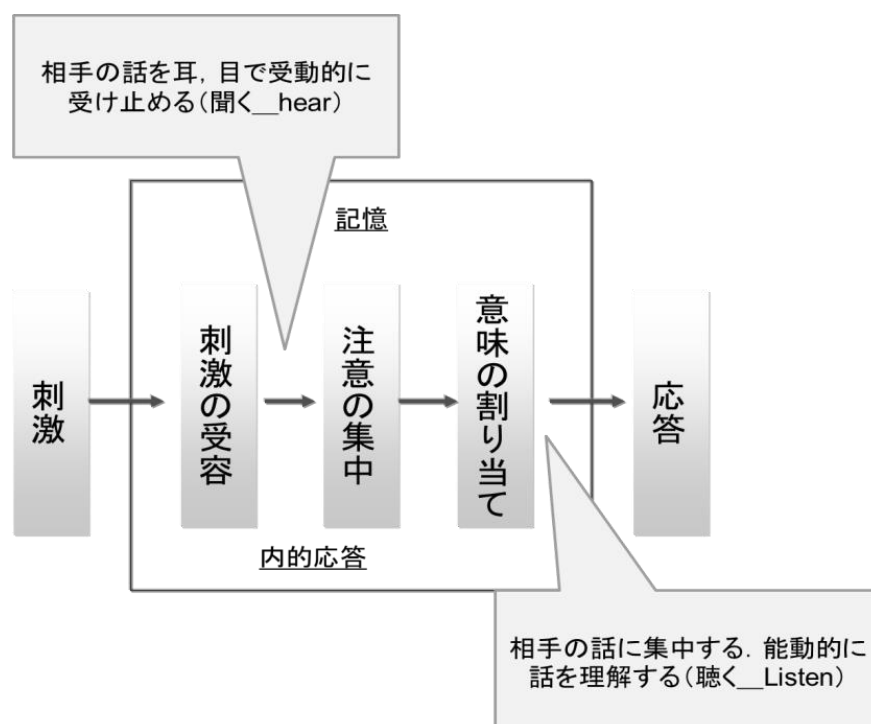 相手の話を耳，目で受動的に
受け止める（聞く__hear）
記憶
刺激
刺激の受容
注意の集中
意味の割り当て
応答
内的応答
相手の話に集中する．能動的に
話を理解する（聴く__Listen）